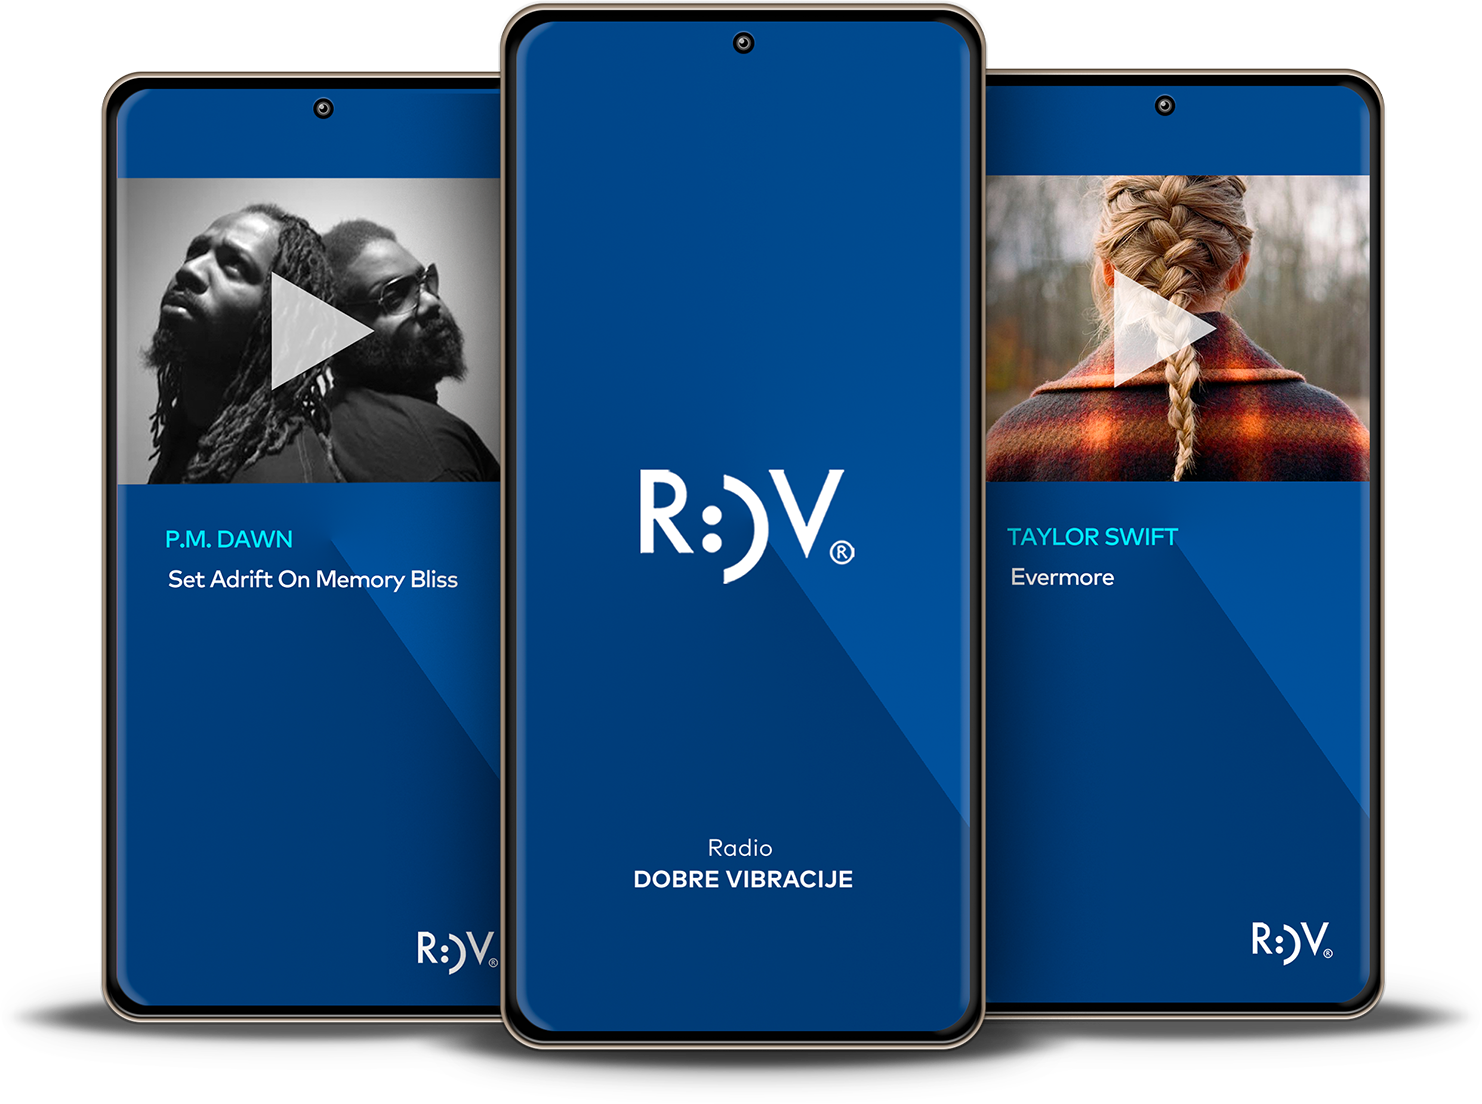 P.M. DAWN
Set Adrift On Memory Bliss
R:)V®
R:)V®
Radio
DOBRE VIBRACIJE
TAYLOR SWIFT
Evermore
R:)V®